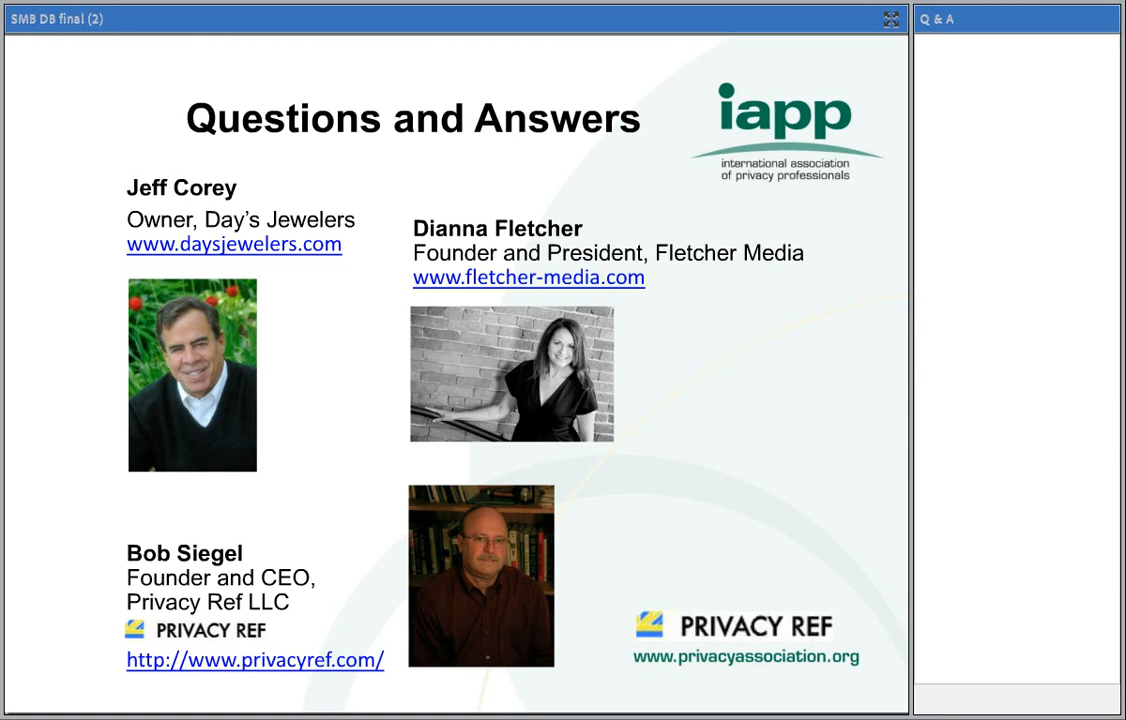 SMB DB final (2)
Q & A
Questions and Answers
iapp
international association
of privacy professionals
Jeff Corey
Owner, Day's Jewelers
www.daysjewelers.com
Dianna Fletcher
Founder and President, Fletcher Media
www.fletcher-media.com
Bob Siegel
Founder and CEO,
Privacy Ref LLC
PRIVACY REF
http://www.privacyref.com/
PRIVACY REF
www.privacyassociation.org